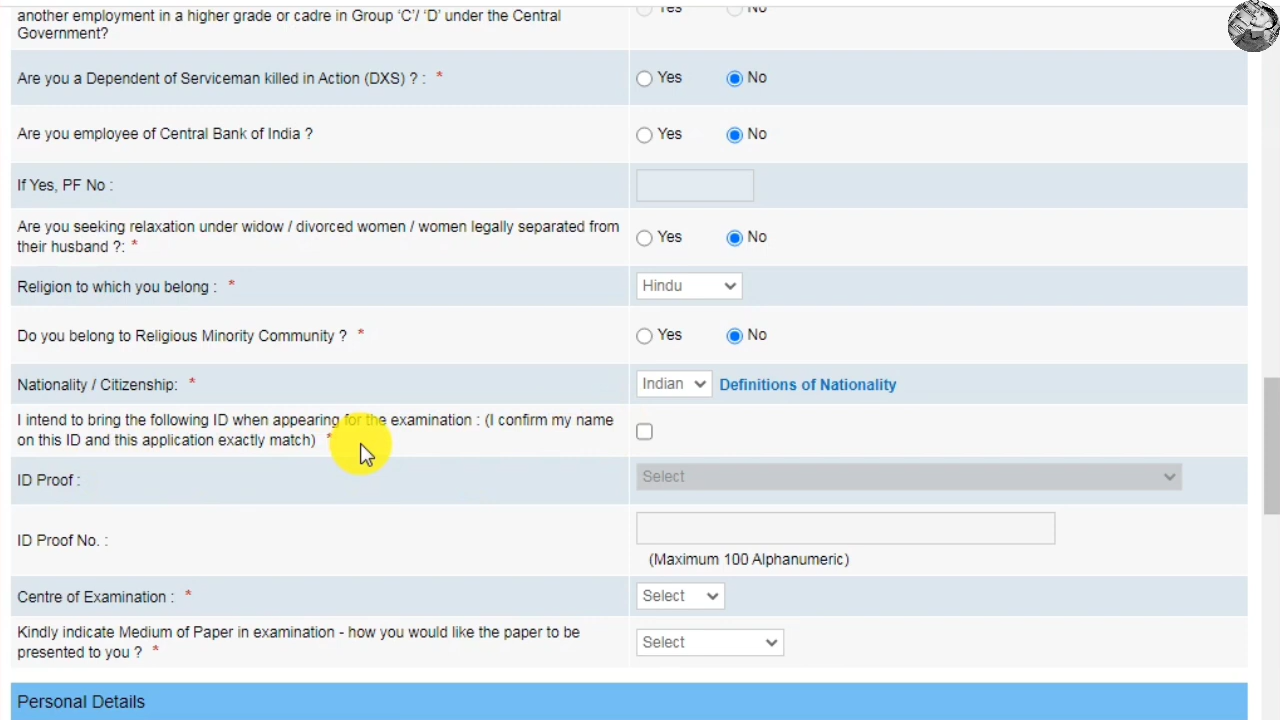 another employment in a higher grade or cadre in Group ‘C’/ ‘D’ under the Central
Government?
Yes No
Are you a Dependent of Serviceman killed in Action (DXS) ? : * Yes No
Are you employee of Central Bank of India ? Yes No
If Yes, PF No :
Are you seeking relaxation under widow / divorced women / women legally separated from
their husband ?: *
Yes No
Religion to which you belong : * Hindu
Do you belong to Religious Minority Community ? * Yes No
Nationality / Citizenship: * Indian Definitions of Nationality
I intend to bring the following ID when appearing for the examination : (I confirm my name
on this ID and this application exactly match) *
ID Proof : Select
ID Proof No. :
(Maximum 100 Alphanumeric)
Centre of Examination : * Select
Kindly indicate Medium of Paper in examination - how you would like the paper to be
presented to you ? *
Select
Personal Details